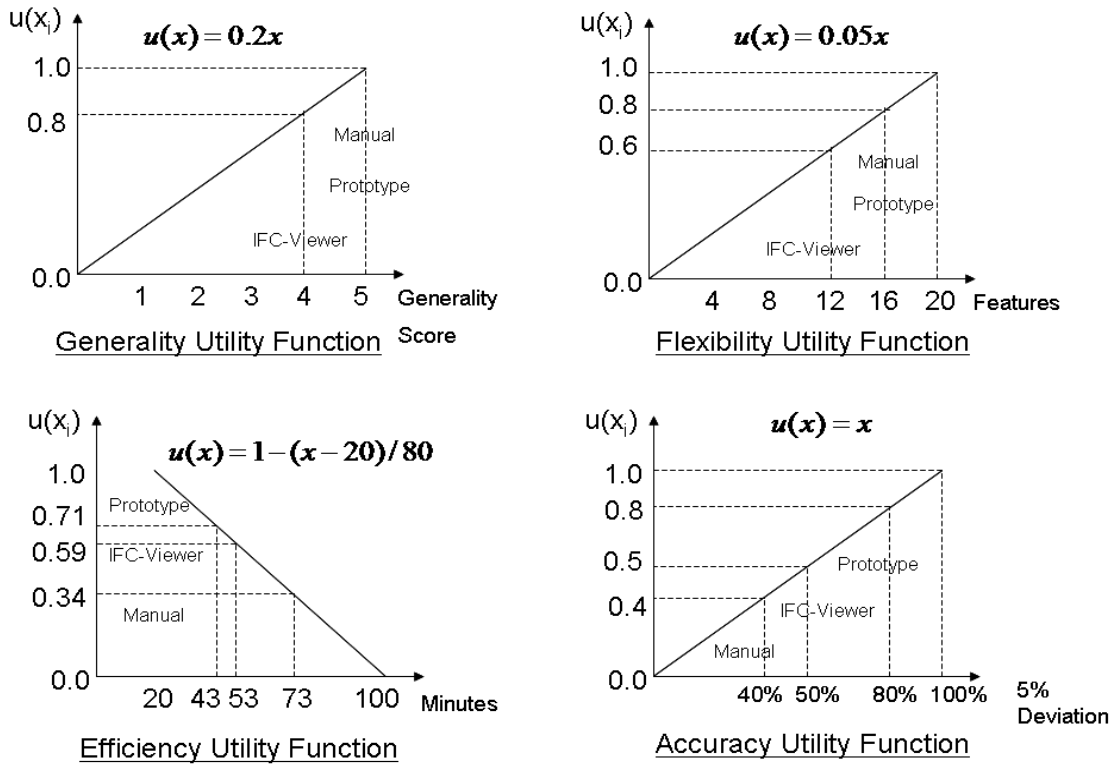 u(xi)
u(x) = 0.2x
1.0
0.8
Manual
Protptype
IFC-Viewer
0.0
1 2 3 4 5 Generality
Score
Generality Utility Function
u(xi)
u(x) = 0.05x
1.0
0.8
0.6
Manual
Prototype
IFC-Viewer
0.0
4 8 12 16 20 Features
Flexibility Utility Function
u(xi)
u(x) = 1 – (x – 20) / 80
1.0
Prototype
0.71
0.59
IFC-Viewer
0.34
Manual
0.0
20 43 53 73 100 Minutes
Efficiency Utility Function
u(xi)
u(x) = x
1.0
0.8
0.5
Prototype
0.4
IFC-Viewer
Manual
0.0
40% 50% 80% 100% 5%
Deviation
Accuracy Utility Function